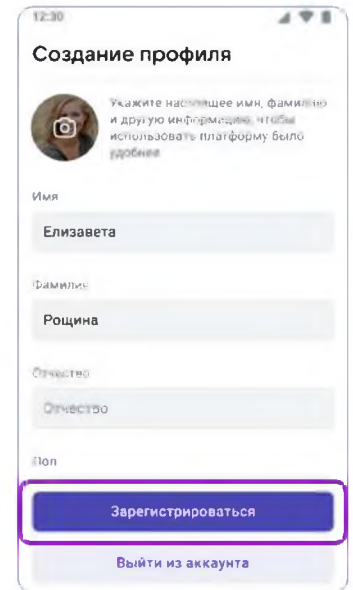 12:30
Создание профиля
Укажите настоящее имя, фамилию
и другую информацию, чтобы
использовать платформу было
удобнее
Имя
Елизавета
Фамилия
Рощина
Отчество
Отчество
Пол
Зарегистрироваться
Выйти из аккаунта